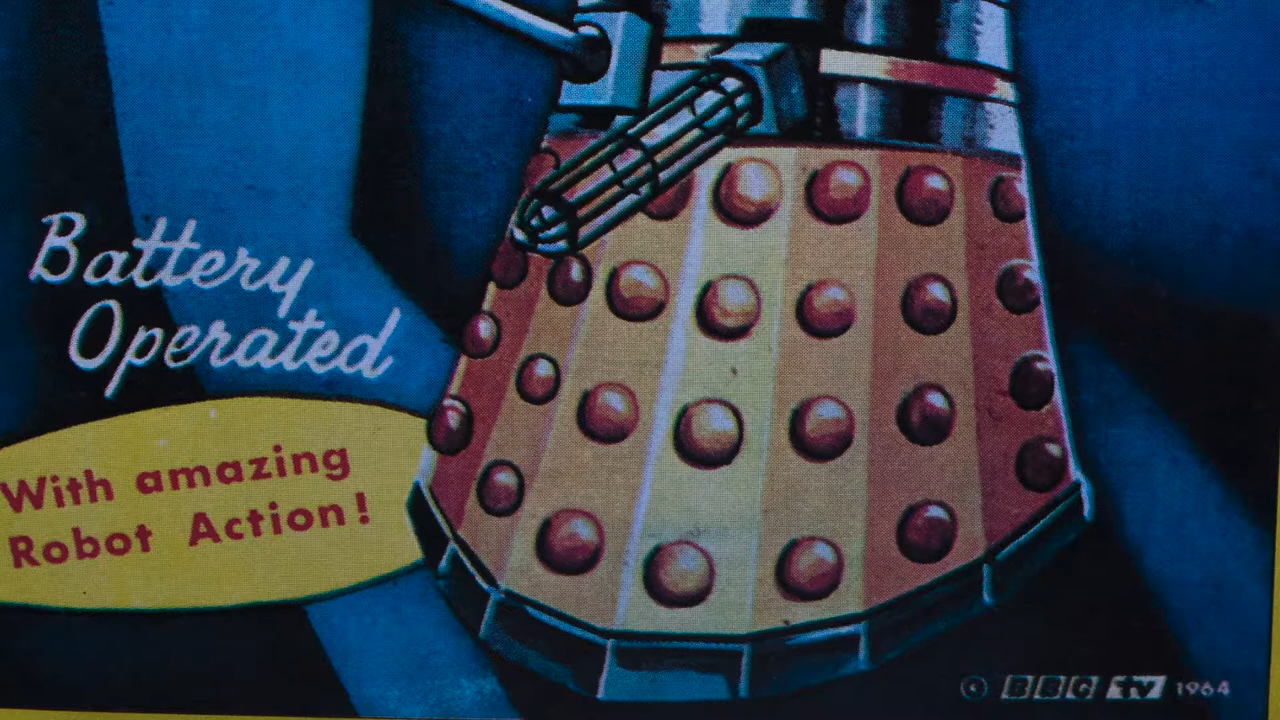 Battery
Operated
With amazing
Robot Action!
© BBC tv 1964